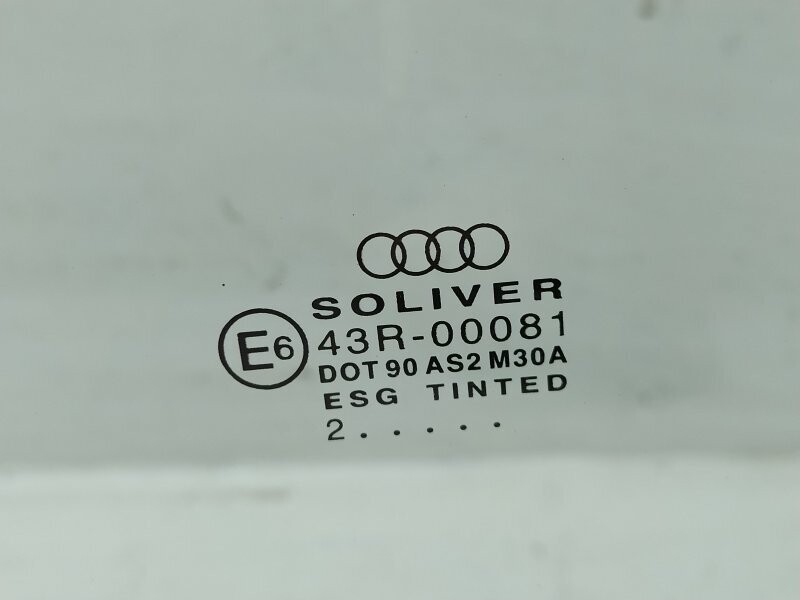 SOLIVER
E6 43R-00081
DOT 90 AS2 M30A
ESG TINTED
2.....